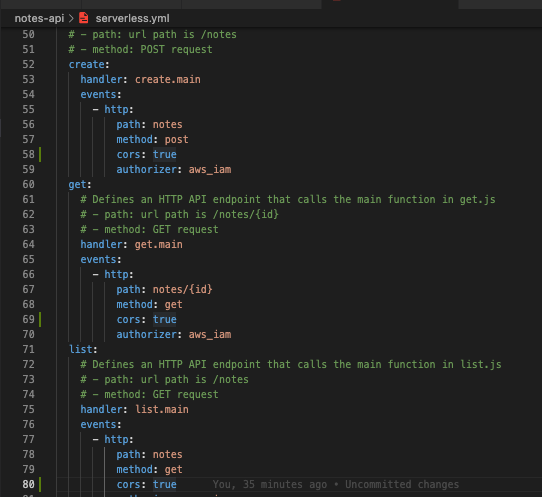 notes-api > serverless.yml
50 # - path: url path is /notes
51 # - method: POST request
52 create:
53 handler: create.main
54 events:
55 - http:
56 path: notes
57 method: post
58 cors: true
59 authorizer: aws_iam
60 get:
61 # Defines an HTTP API endpoint that calls the main function in get.js
62 # - path: url path is /notes/{id}
63 # - method: GET request
64 handler: get.main
65 events:
66 - http:
67 path: notes/{id}
68 method: get
69 cors: true
70 authorizer: aws_iam
71 list:
72 # Defines an HTTP API endpoint that calls the main function in list.js
73 # - path: url path is /notes
74 # - method: GET request
75 handler: list.main
76 events:
77 - http:
78 path: notes
79 method: get
80 cors: true You, 35 minutes ago • Uncommitted changes